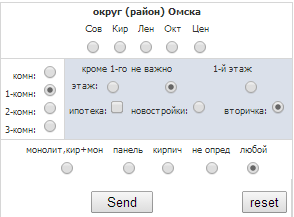 округ (район) Омска
Сов Кир Лен Окт Цен
кроме 1-го не важно 1-й этаж
комн: этаж:
1-комн:
2-комн: ипотека: новостройки: вторичка:
3-комн:
монолит,кир+мон панель кирпич не опред любой
Send reset